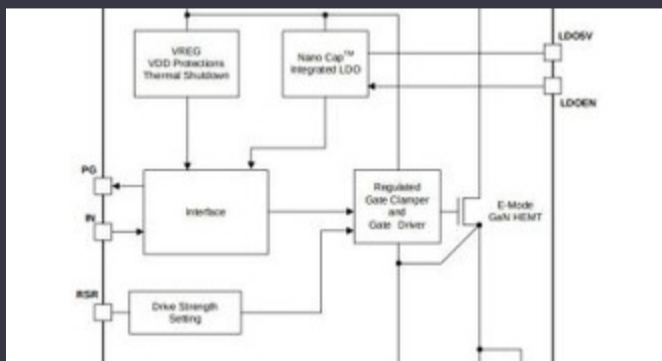 VREG
VDD Protections
Thermal Shutdown
Nano Cap™
Integrated LDO
LDO5V
LDOEN
PG
IN
Interface
Regulated
Gate Clamper
and
Gate Driver
E-Mode
GaN HEMT
RSR
Drive Strength
Setting